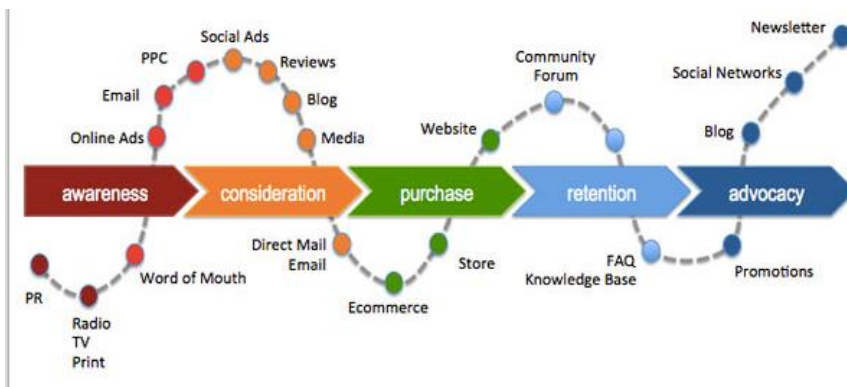 Newsletter
Social Ads
PPC
Reviews
Community
Forum
Social Networks
Email
Blog
Online Ads
Media
Website
Blog
awareness
consideration
purchase
retention
advocacy
PR
Word of Mouth
Direct Mail
Email
Store
FAQ
Knowledge Base
Promotions
Ecommerce
Radio
TV
Print